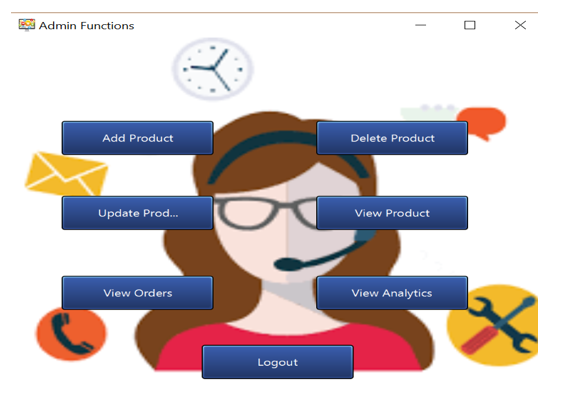 Admin Functions
Add Product
Delete Product
Update Prod...
View Product
View Orders
View Analytics
Logout